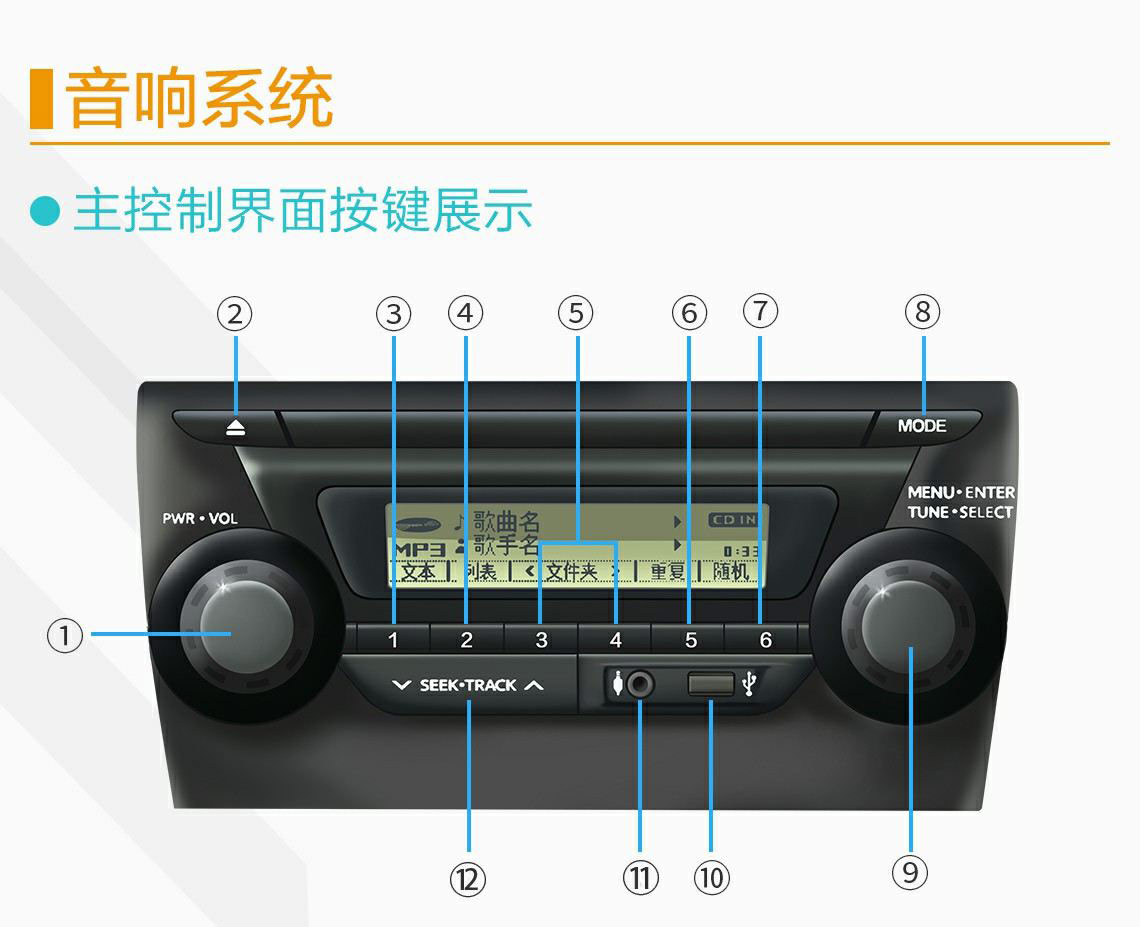 音响系统
主控制界面按键展示
② ③ ④ ⑤ ⑥ ⑦ ⑧
MODE
MENU•ENTER
TUNE•SELECT
PWR•VOL
歌曲名 CD IN
MP3 歌手名 0:33
文本 列表 < 文件夹 > 重复 随机
①
1 2 3 4 5 6
SEEK•TRACK
⑫ ⑪ ⑩ ⑨